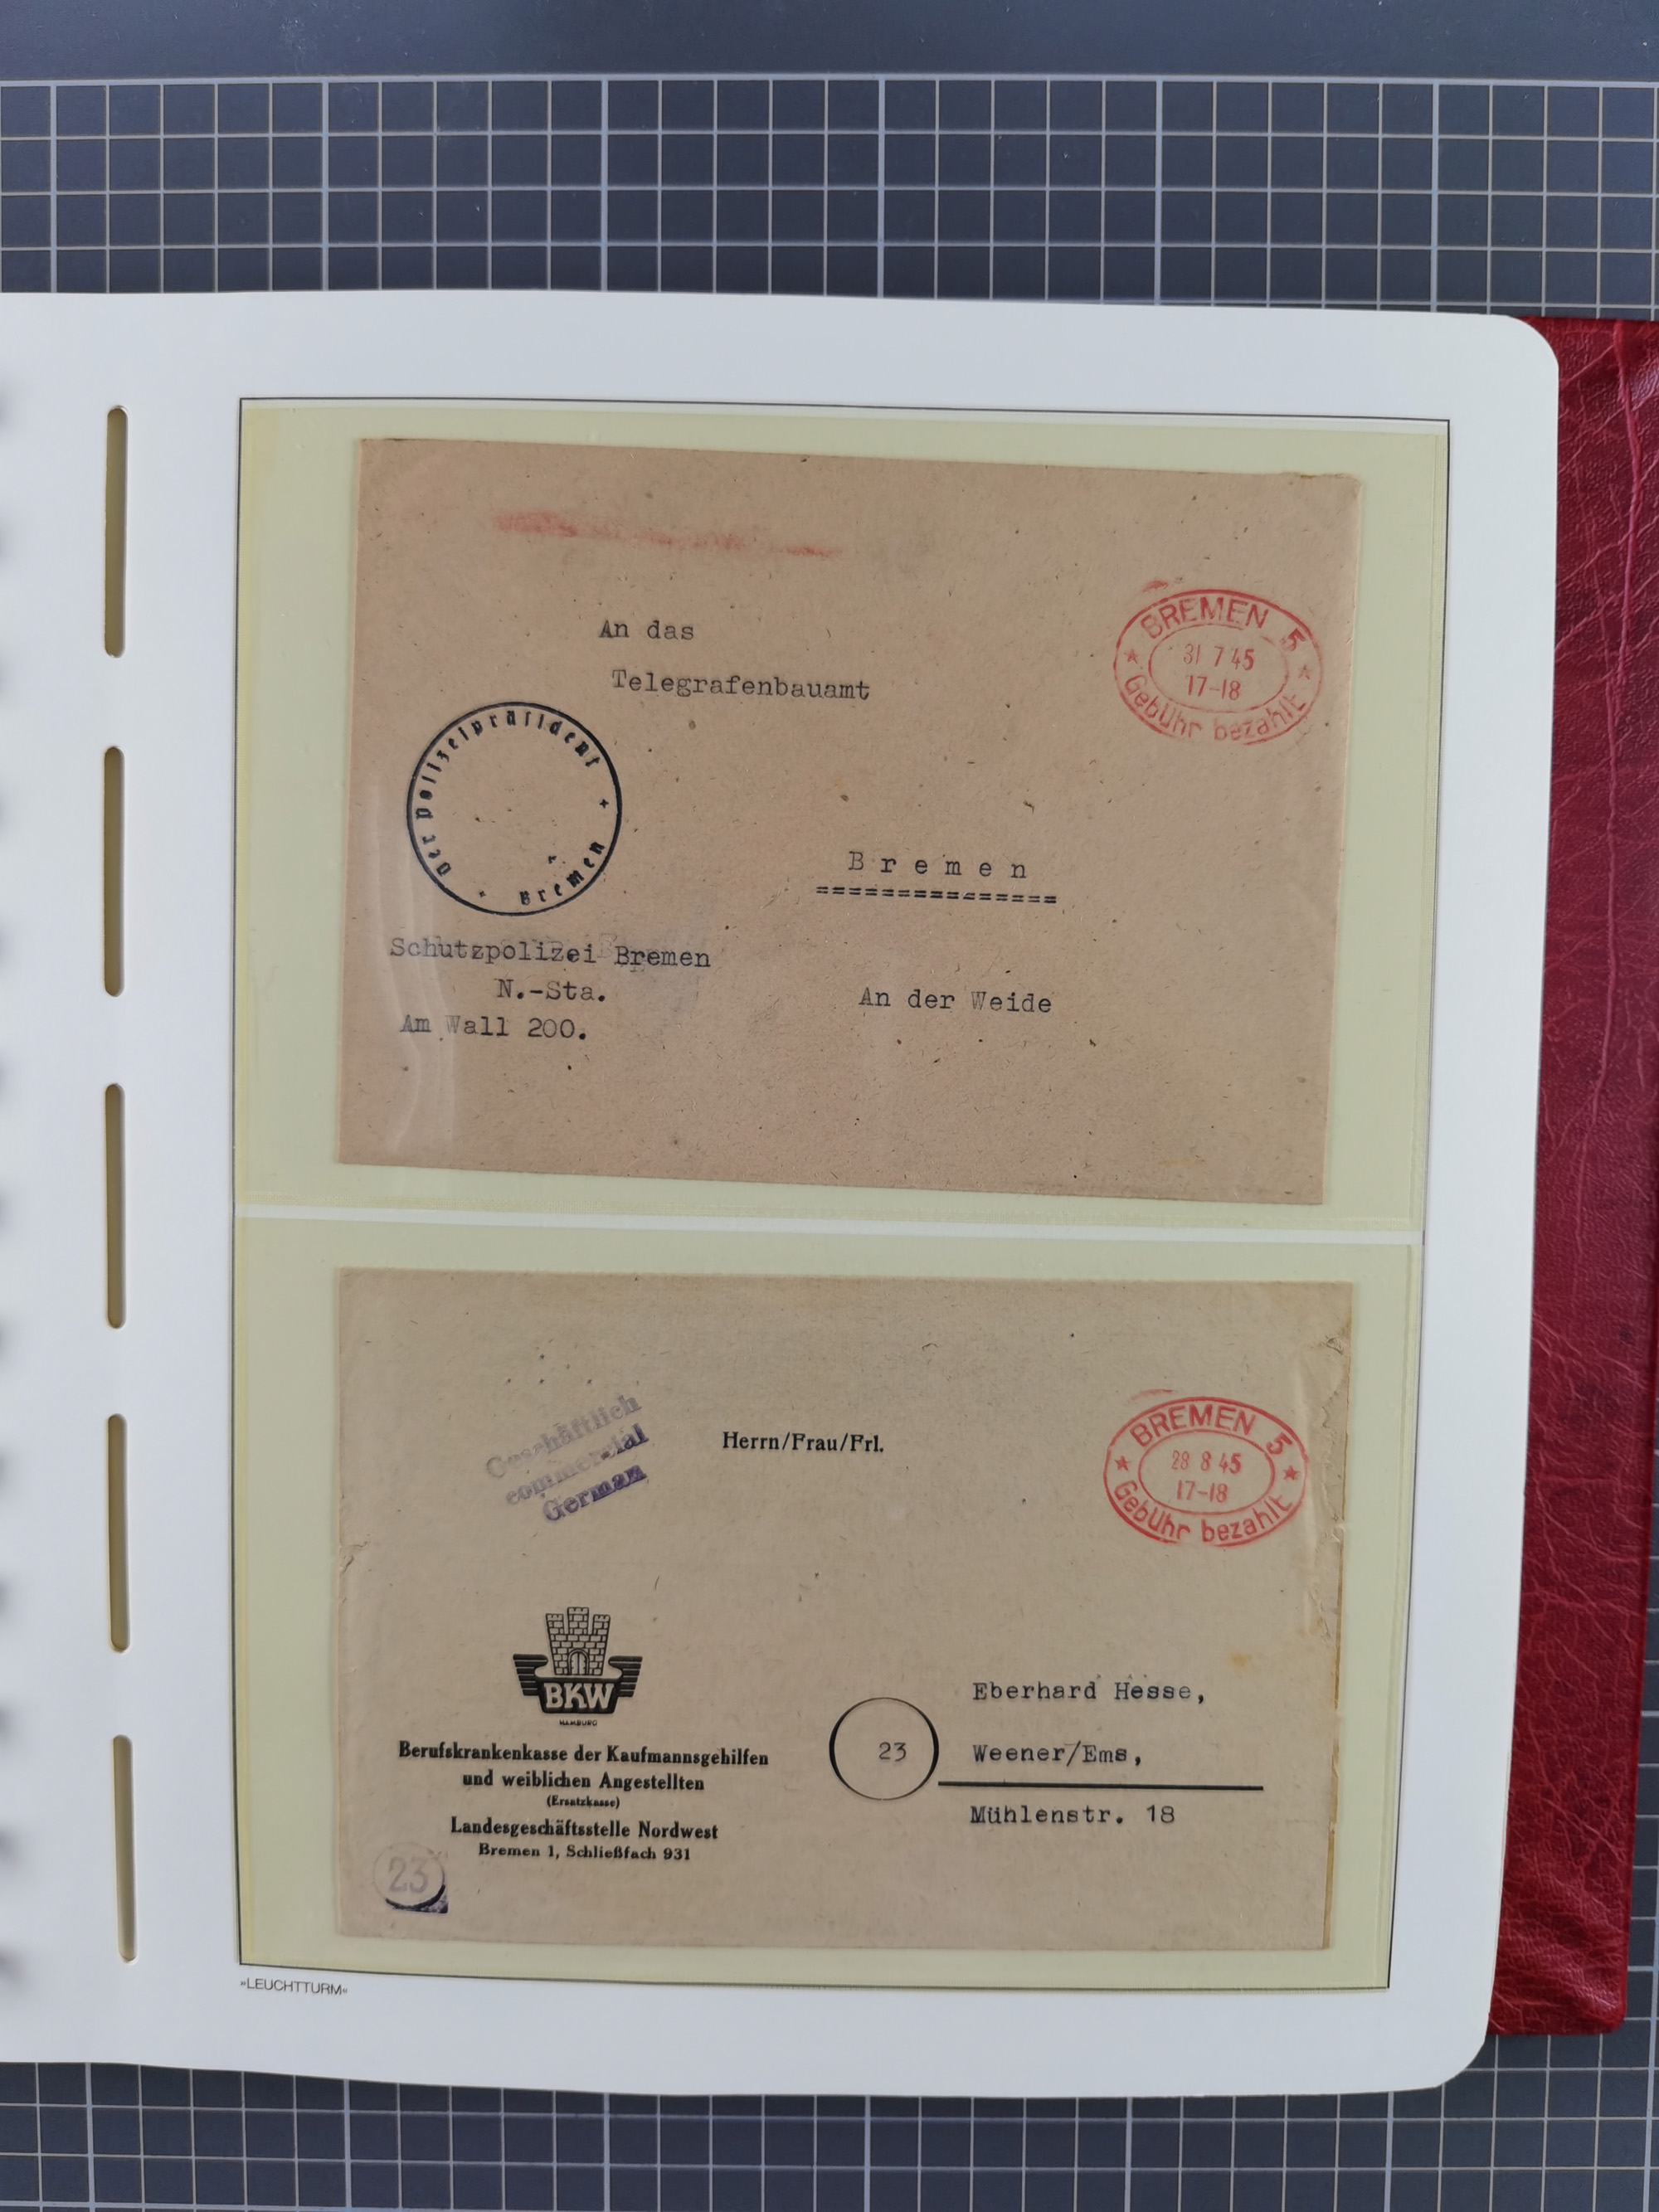 An das
Telegrafenbauamt
BREMEN 5
31 7 45
17-18
Gebühr bezahlt
Der Polizeipräsident
Bremen
Bremen
===============
Schutzpolizei Bremen
N.-Sta.
Am Wall 200.
An der Weide
Geschäftlich
commercial
German
Herrn/Frau/Frl.
BREMEN 5
28 8 45
17-18
Gebühr bezahlt
BKW
HAMBURG
Berufskrankenkasse der Kaufmannsgehilfen
und weiblichen Angestellten
(Ersatzkasse)
Landesgeschäftsstelle Nordwest
Bremen 1, Schließfach 931
23
23
Eberhard Hesse,
Weener/Ems,
Mühlenstr. 18
»LEUCHTTURM«